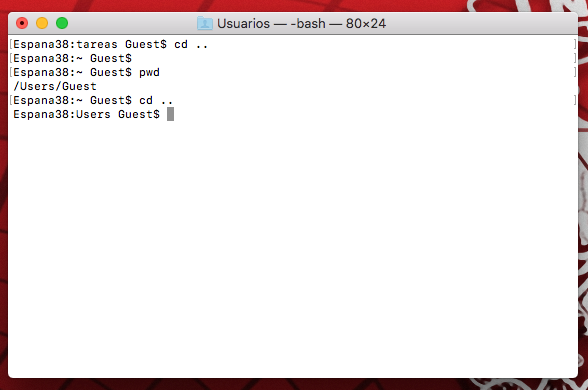 Usuarios — -bash — 80×24
[Espana38:tareas Guest$ cd ..]
[Espana38:~ Guest$]
[Espana38:~ Guest$ pwd]
/Users/Guest
[Espana38:~ Guest$ cd ..]
Espana38:Users Guest$